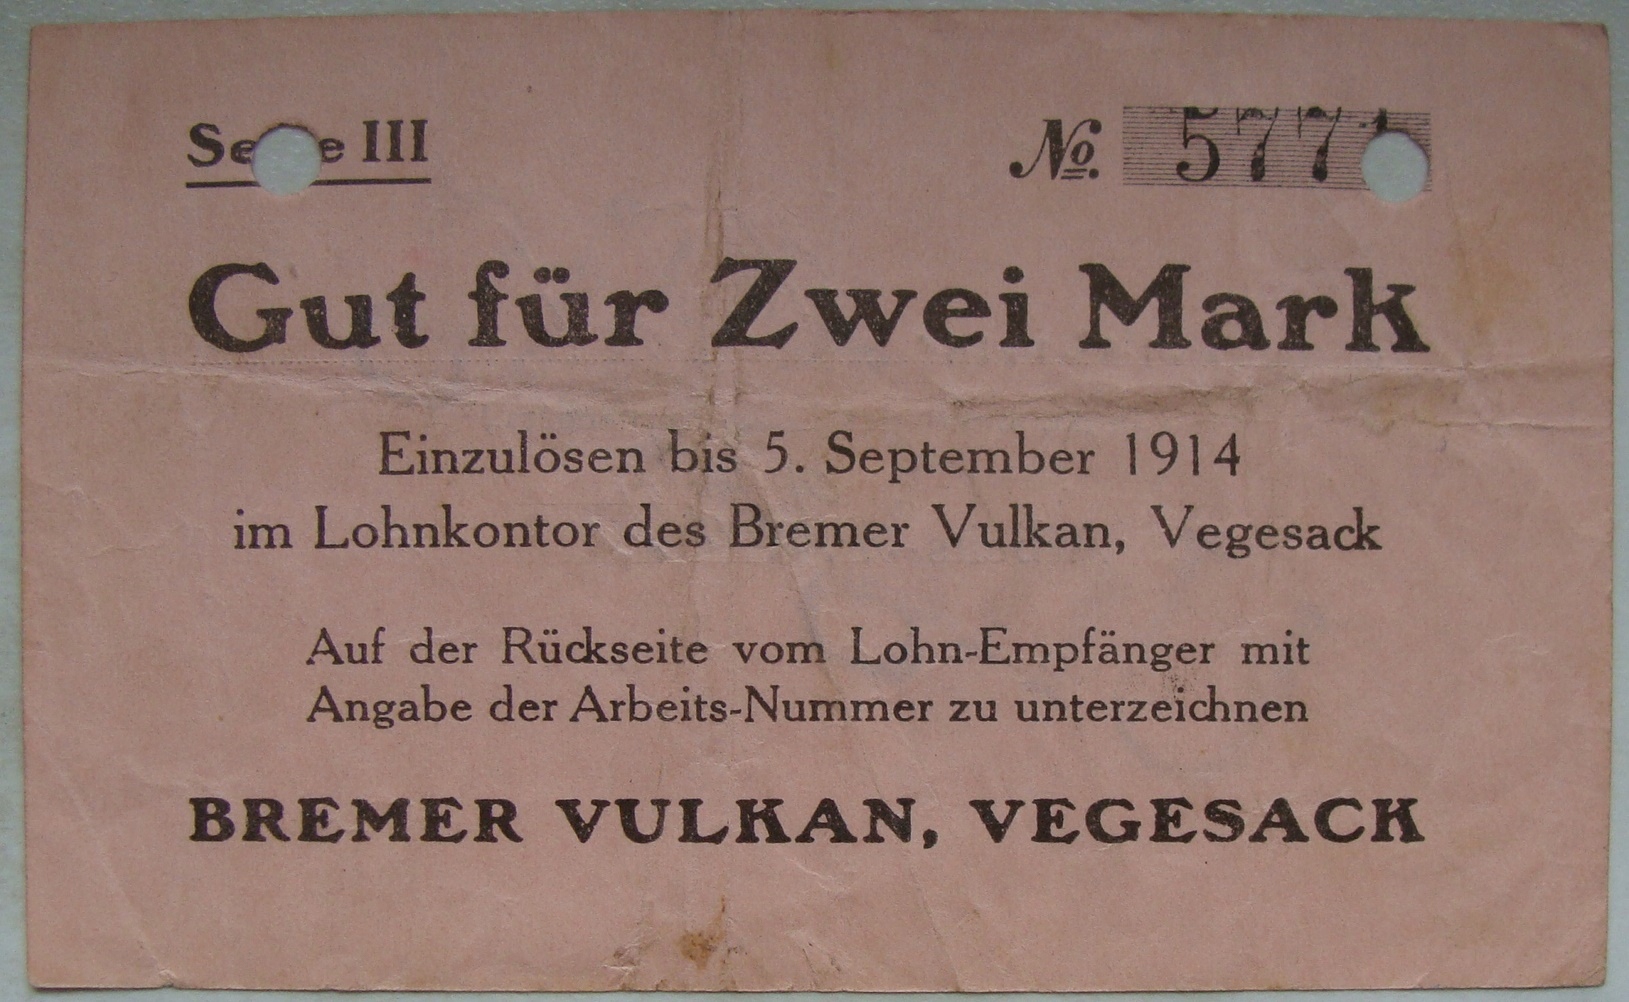 III
No.
Gut für Zwei Mark
Einzulösen bis 5. September 1914
im Lohnkontor des Bremer Vulkan, Vegesack
Auf der Rückseite vom Lohn-Empfänger mit
Angabe der Arbeits-Nummer zu unterzeichnen
BREMER VULKAN, VEGESACK